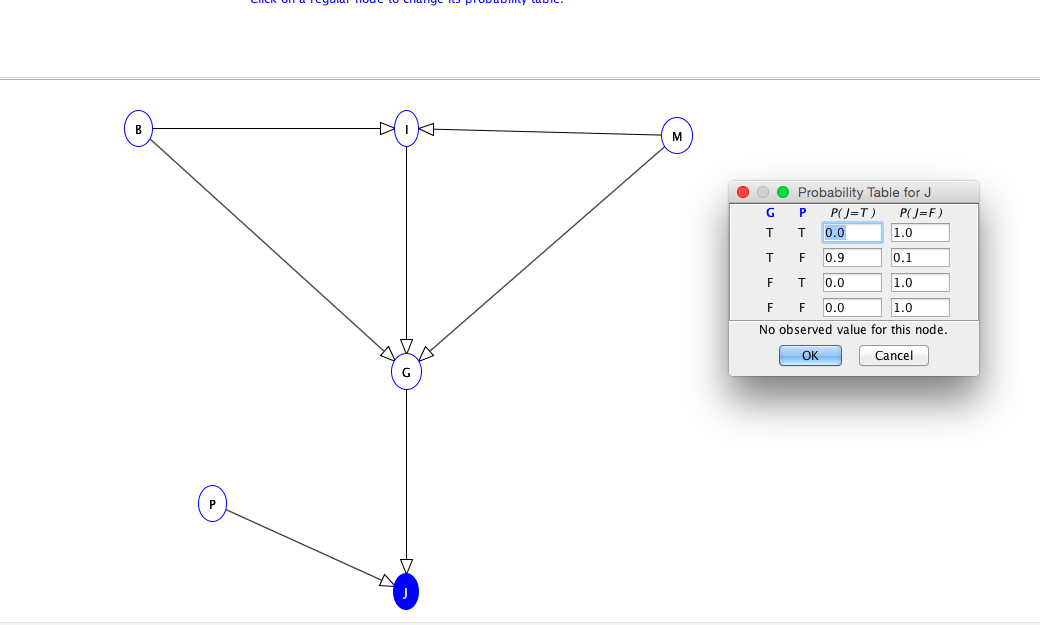 Click on a regular node to change its probability table.
B
I
M
Probability Table for J
G P P(J=T) P(J=F)
T T 0.0 1.0
T F 0.9 0.1
F T 0.0 1.0
F F 0.0 1.0
No observed value for this node.
OK Cancel
G
P
J